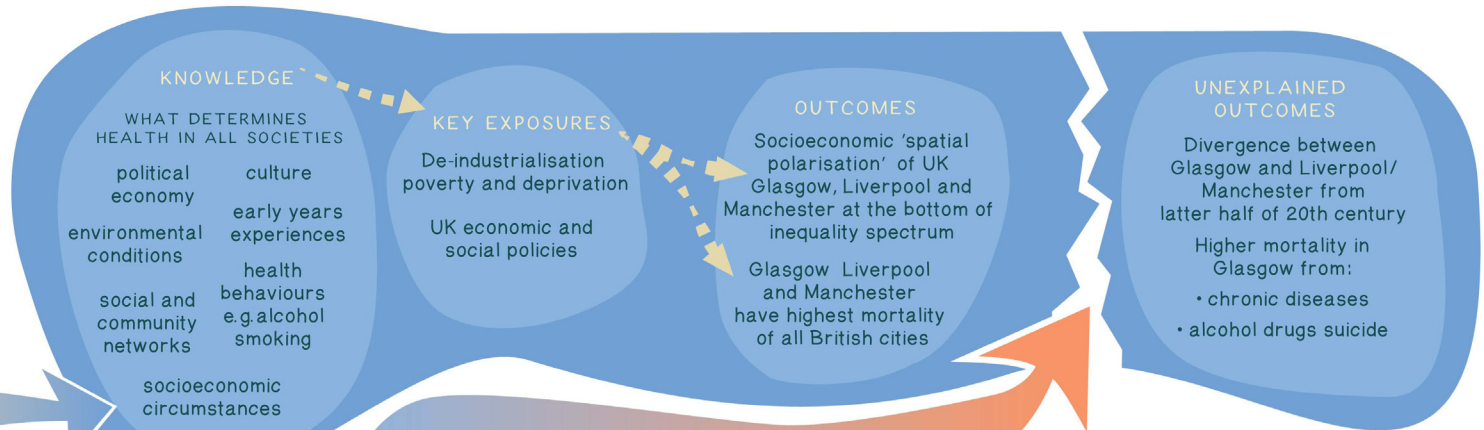 KNOWLEDGE
WHAT DETERMINES
HEALTH IN ALL SOCIETIES
political
economy
culture
environmental
conditions
early years
experiences
social and
community
networks
health
behaviours
e.g.alcohol
smoking
socioeconomic
circumstances
KEY EXPOSURES
De-industrialisation
poverty and deprivation
UK economic and
social policies
OUTCOMES
Socioeconomic ‘spatial
polarisation’ of UK
Glasgow, Liverpool and
Manchester at the bottom of
inequality spectrum
Glasgow Liverpool
and Manchester
have highest mortality
of all British cities
UNEXPLAINED
OUTCOMES
Divergence between
Glasgow and Liverpool/
Manchester from
latter half of 20th century
Higher mortality in
Glasgow from:
• chronic diseases
• alcohol drugs suicide